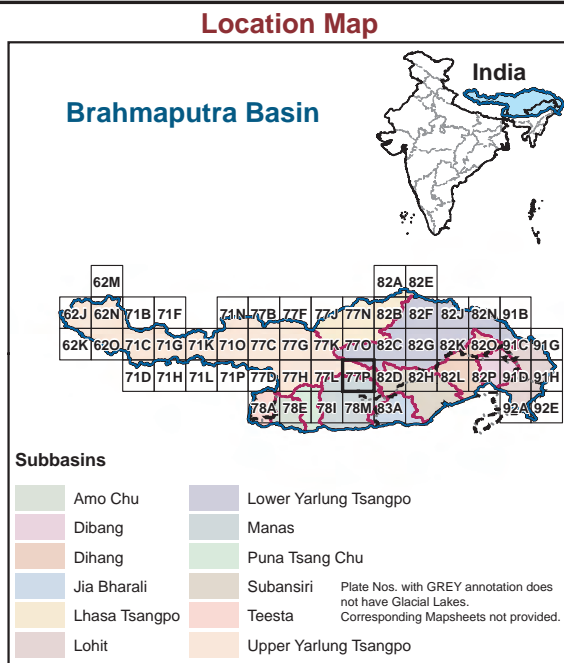 Location Map
India
Brahmaputra Basin
62M 82A 82E
62J 62N 71B 71F 71N 77B 77F 77J 77N 82B 82F 82J 82N 91B
62K 62O 71C 71G 71K 71O 77C 77G 77K 77O 82C 82G 82K 82O 91C 91G
71D 71H 71L 71P 77D 77H 77L 77P 82D 82H 82L 82P 91D 91H
78A 78E 78I 78M 83A 92A 92E
Subbasins
Amo Chu
Dibang
Dihang
Jia Bharali
Lhasa Tsangpo
Lohit
Lower Yarlung Tsangpo
Manas
Puna Tsang Chu
Subansiri
Teesta
Upper Yarlung Tsangpo
Plate Nos. with GREY annotation does
not have Glacial Lakes.
Corresponding Mapsheets not provided.